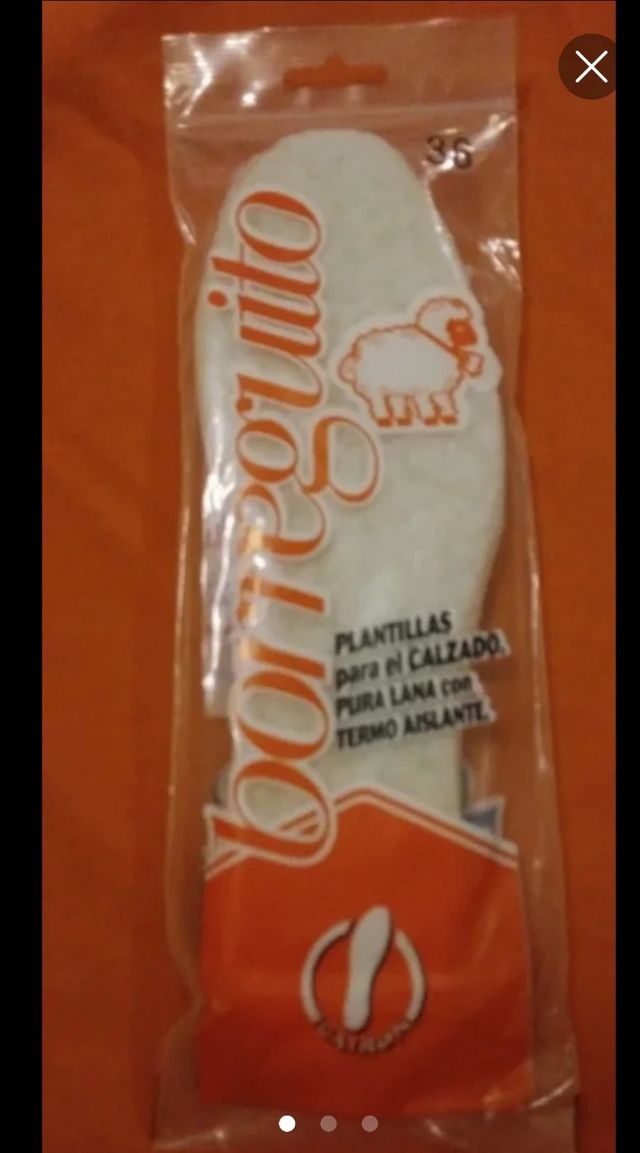 36
borreguito
PLANTILLAS
para el CALZADO.
PURA LANA con
TERMO AISLANTE.